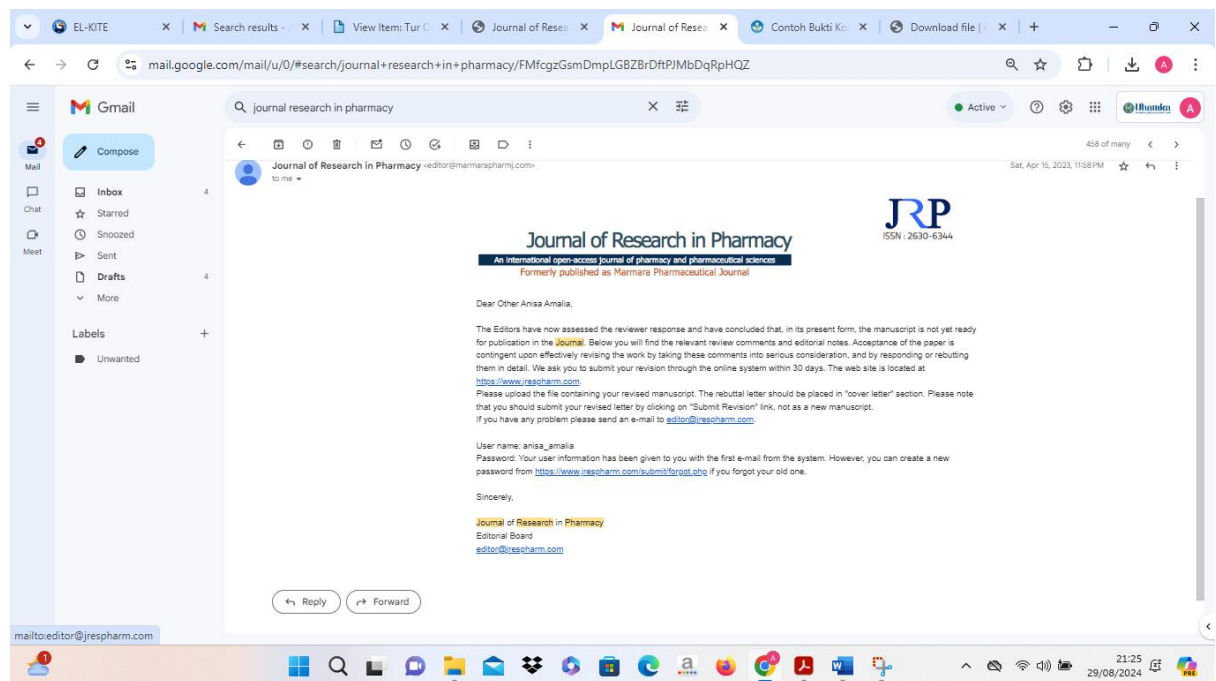 EL-KITE
Search results -
View Item: Tur
Journal of Resea
Journal of Resea
Contoh Bukti Ko
Download file |
mail.google.com/mail/u/0/#search/journal+research+in+pharmacy/FMfcgzGsmDmpLGBZBrDftPJMbDqRpHQZ
A
Gmail
journal research in pharmacy
Active
Uhamka
A
4
Mail
Chat
Meet
Compose
Inbox 4
Starred
Snoozed
Sent
Drafts 4
More
Labels
Unwanted
458 of many
Journal of Research in Pharmacy <editor@marmarapharmj.com>
Sat, Apr 15, 2023, 11:58 PM
to me
JRP
ISSN : 2630-6344
Journal of Research in Pharmacy
An international open-access journal of pharmacy and pharmaceutical sciences
Formerly published as Marmara Pharmaceutical Journal
Dear Other Anisa Amalia,
The Editors have now assessed the reviewer response and have concluded that, in its present form, the manuscript is not yet ready
for publication in the Journal. Below you will find the relevant review comments and editorial notes. Acceptance of the paper is
contingent upon effectively revising the work by taking these comments into serious consideration, and by responding or rebutting
them in detail. We ask you to submit your revision through the online system within 30 days. The web site is located at
https://www.jrespharm.com.
Please upload the file containing your revised manuscript. The rebuttal letter should be placed in "cover letter" section. Please note
that you should submit your revised letter by clicking on "Submit Revision" link, not as a new manuscript.
If you have any problem please send an e-mail to editor@jrespharm.com.
User name: anisa_amalia
Password: Your user information has been given to you with the first e-mail from the system. However, you can create a new
password from https://www.jrespharm.com/submit/forgot.php if you forgot your old one.
Sincerely,
Journal of Research in Pharmacy
Editorial Board
editor@jrespharm.com
Reply
Forward
mailto:editor@jrespharm.com
1
a
W
21:25
29/08/2024
PRE